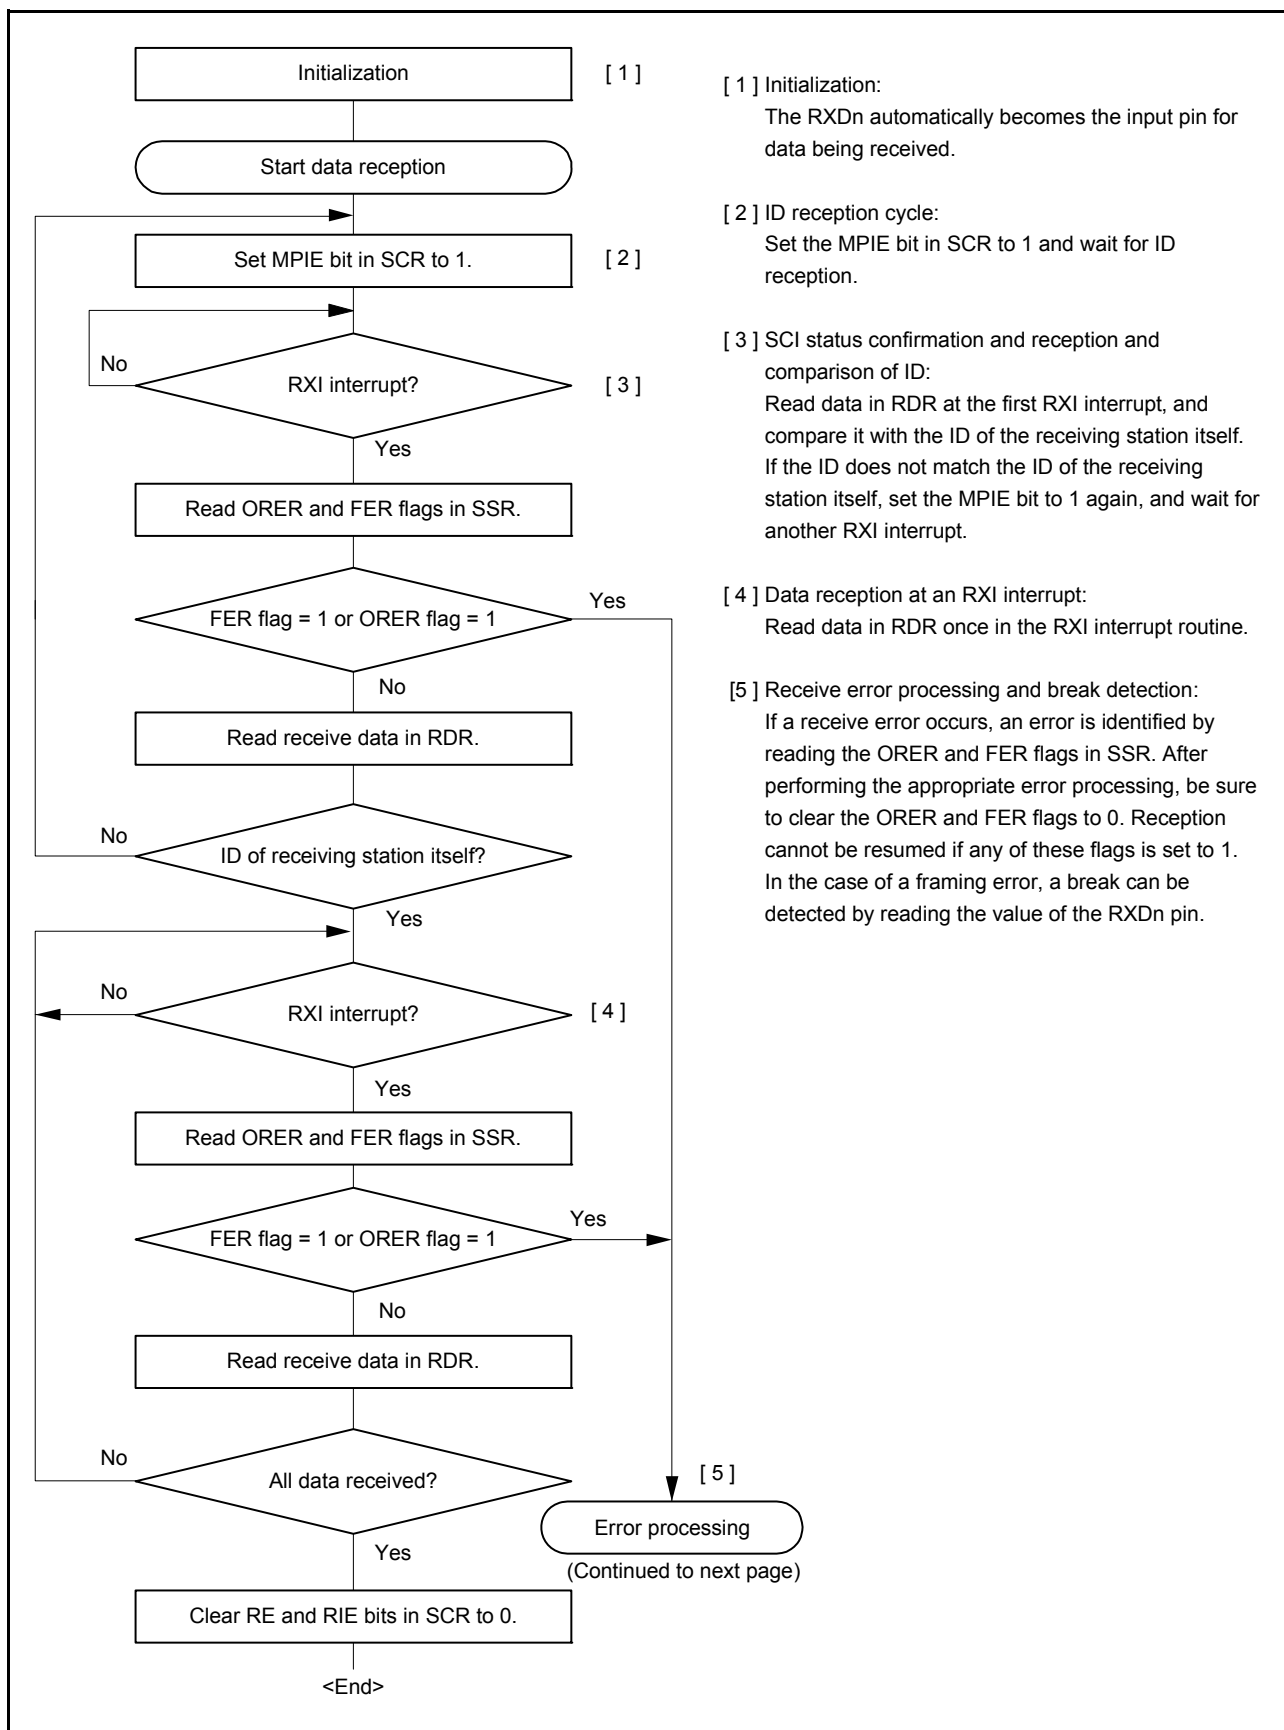 Initialization
[ 1 ]
Start data reception
Set MPIE bit in SCR to 1.
[ 2 ]
No
RXI interrupt?
[ 3 ]
Yes
Read ORER and FER flags in SSR.
FER flag = 1 or ORER flag = 1
Yes
No
Read receive data in RDR.
No
ID of receiving station itself?
Yes
No
RXI interrupt?
[ 4 ]
Yes
Read ORER and FER flags in SSR.
FER flag = 1 or ORER flag = 1
Yes
No
Read receive data in RDR.
No
All data received?
[ 5 ]
Error processing
(Continued to next page)
Yes
Clear RE and RIE bits in SCR to 0.
<End>
[ 1 ] Initialization:
The RXDn automatically becomes the input pin for
data being received.
[ 2 ] ID reception cycle:
Set the MPIE bit in SCR to 1 and wait for ID
reception.
[ 3 ] SCI status confirmation and reception and
comparison of ID:
Read data in RDR at the first RXI interrupt, and
compare it with the ID of the receiving station itself.
If the ID does not match the ID of the receiving
station itself, set the MPIE bit to 1 again, and wait for
another RXI interrupt.
[ 4 ] Data reception at an RXI interrupt:
Read data in RDR once in the RXI interrupt routine.
[5 ] Receive error processing and break detection:
If a receive error occurs, an error is identified by
reading the ORER and FER flags in SSR. After
performing the appropriate error processing, be sure
to clear the ORER and FER flags to 0. Reception
cannot be resumed if any of these flags is set to 1.
In the case of a framing error, a break can be
detected by reading the value of the RXDn pin.